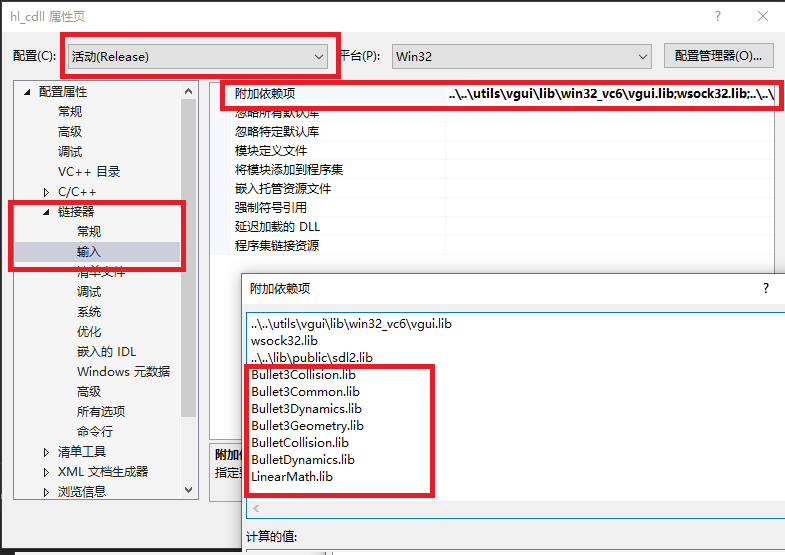 hl_cdll 属性页
配置(C): 活动(Release) 平台(P): Win32 配置管理器(O)...
配置属性
常规
高级
调试
VC++ 目录
C/C++
链接器
常规
输入
清单文件
调试
系统
优化
嵌入的 IDL
Windows 元数据
高级
所有选项
命令行
清单工具
XML 文档生成器
浏览信息
附加依赖项 ..\..\utils\vgui\lib\win32_vc6\vgui.lib;wsock32.lib;..\..\
忽略所有默认库
忽略特定默认库
模块定义文件
将模块添加到程序集
嵌入托管资源文件
强制符号引用
延迟加载的 DLL
程序集链接资源
附加
指定
附加依赖项
..\..\utils\vgui\lib\win32_vc6\vgui.lib
wsock32.lib
..\..\lib\public\sdl2.lib
Bullet3Collision.lib
Bullet3Common.lib
Bullet3Dynamics.lib
Bullet3Geometry.lib
BulletCollision.lib
BulletDynamics.lib
LinearMath.lib
计算的值: